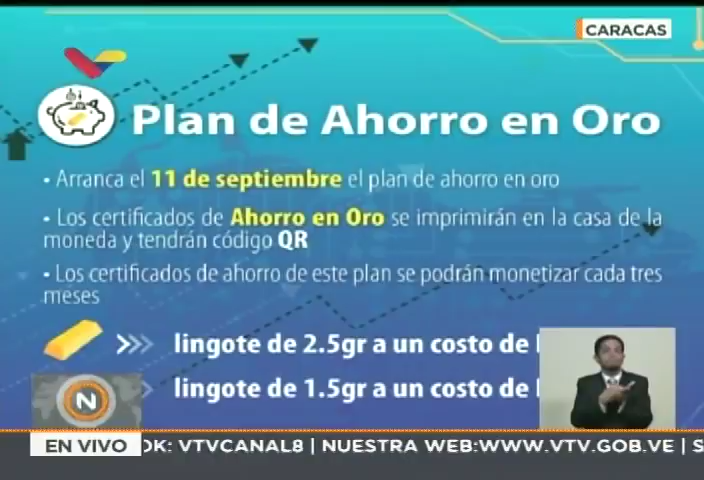 CARACAS
Plan de Ahorro en Oro
• Arranca el 11 de septiembre el plan de ahorro en oro
• Los certificados de Ahorro en Oro se imprimirán en la casa de la
moneda y tendrán código QR
• Los certificados de ahorro de este plan se podrán monetizar cada tres
meses
lingote de 2.5gr a un costo de
lingote de 1.5gr a un costo de
N
EN VIVO
OK: VTVCANAL8 | NUESTRA WEB:WWW.VTV.GOB.VE | S